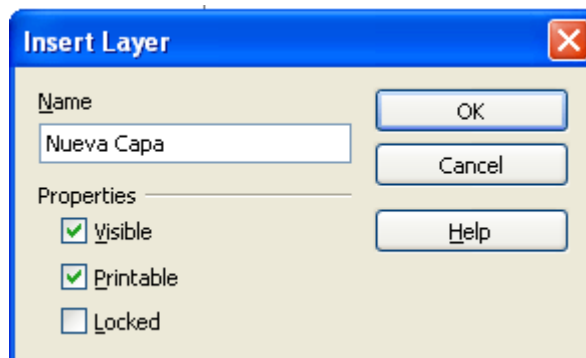 Insert Layer
Name
OK
Nueva Capa
Cancel
Properties
Visible
Help
Printable
Locked